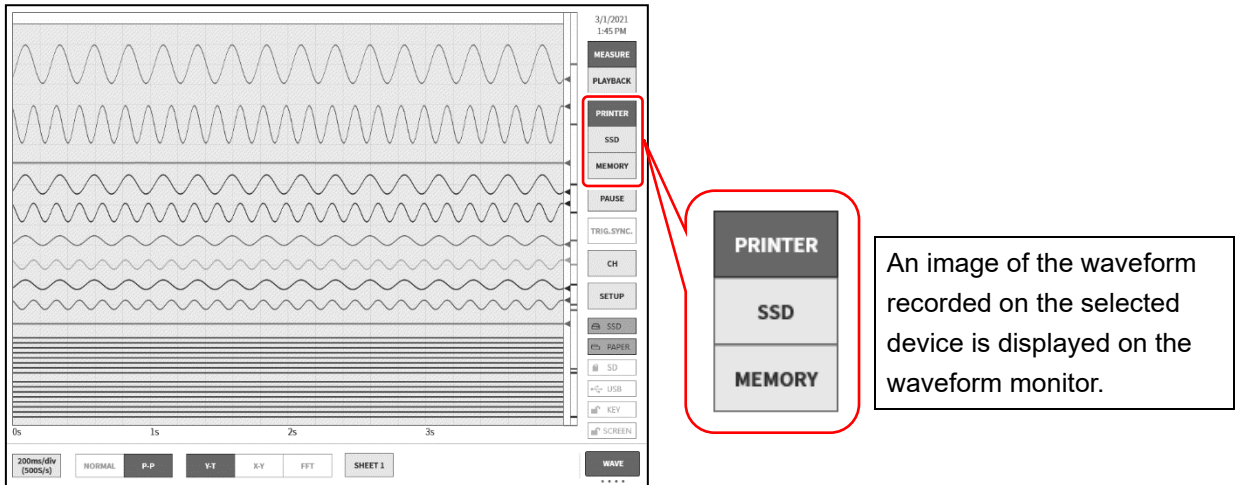 3/1/2021
1:45 PM
MEASURE
PLAYBACK
PRINTER
SSD
MEMORY
PAUSE
TRIG.SYNC.
CH
SETUP
SSD
PAPER
SD
USB
KEY
SCREEN
0s 1s 2s 3s
200ms/div
(500S/s)
NORMAL P-P Y-T X-Y FFT SHEET 1 WAVE
PRINTER
SSD
MEMORY
An image of the waveform
recorded on the selected
device is displayed on the
waveform monitor.